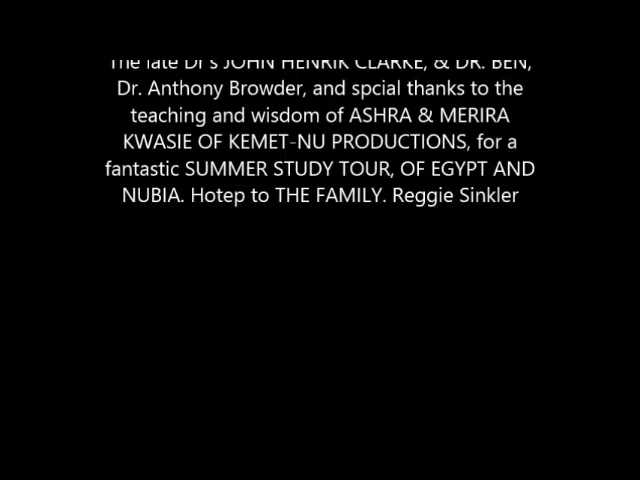 The late Dr's JOHN HENRIK CLARKE, & DR. BEN,
Dr. Anthony Browder, and spcial thanks to the
teaching and wisdom of ASHRA & MERIRA
KWASIE OF KEMET-NU PRODUCTIONS, for a
fantastic SUMMER STUDY TOUR, OF EGYPT AND
NUBIA. Hotep to THE FAMILY. Reggie Sinkler